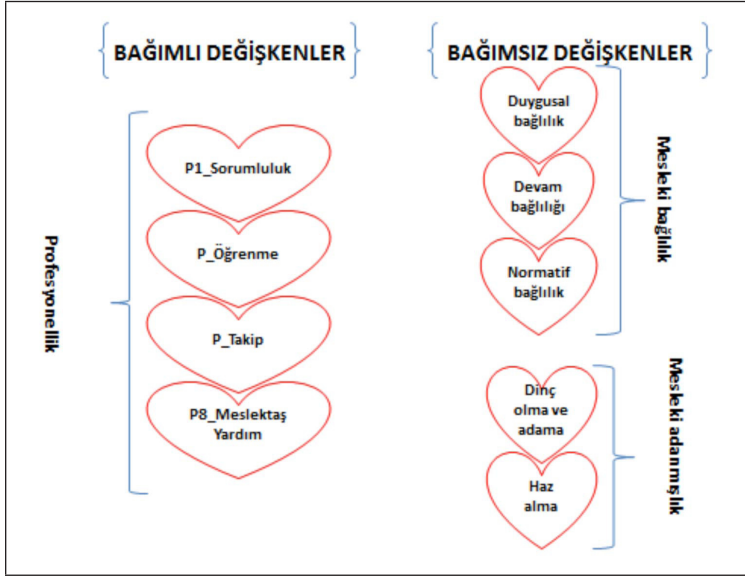 BAĞIMLI DEĞİŞKENLER
Profesyonellik
P1_Sorumluluk
P_Öğrenme
P_Takip
P8_Meslektaş
Yardım
BAĞIMSIZ DEĞİŞKENLER
Duygusal
bağlılık
Devam
bağlılığı
Normatif
bağlılık
Mesleki bağlılık
Dinç
olma ve
adama
Haz
alma
Mesleki adanmışlık